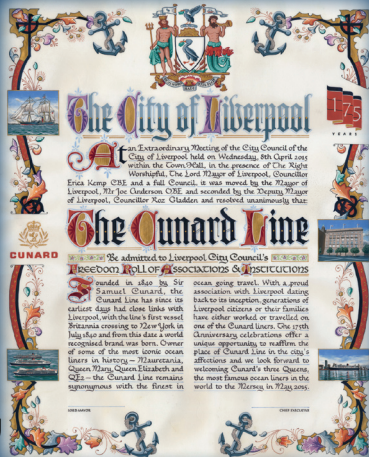 The City of Liverpool
At an Extraordinary Meeting of the City Council of the
City of Liverpool held on Wednesday, 8th April 2015
within the Town Hall, in the presence of The Right
Worshipful, The Lord Mayor of Liverpool, Councillor
Erica Kemp CBE and a full Council, it was moved by the Mayor of
Liverpool, Mr Joe Anderson OBE and seconded by the Deputy Mayor
of Liverpool, Councillor Roz Gladden and resolved unanimously that:
175
YEARS
The Cunard Line
CUNARD
Be admitted to Liverpool City Council's
Freedom Roll of Associations & Institutions
Founded in 1840 by Sir
Samuel Cunard, the
Cunard Line has since its
earliest days had close links with
Liverpool, with the line's first vessel
Britannia crossing to New York in
July 1840 and from this date a world
recognised brand was born. Owner
of some of the most iconic ocean
liners in history – Mauretania,
Queen Mary, Queen Elizabeth and
QE2 – the Cunard Line remains
synonymous with the finest in
ocean going travel. With a proud
association with Liverpool dating
back to its inception, generations of
Liverpool citizens or their families
have either worked or travelled on
one of the Cunard liners. The 175th
Anniversary celebrations offer a
unique opportunity to reaffirm the
place of Cunard Line in the city's
affections and we look forward to
welcoming Cunard's three Queens,
the most famous ocean liners in the
world to the Mersey in May 2015.
LORD MAYOR
CHIEF EXECUTIVE